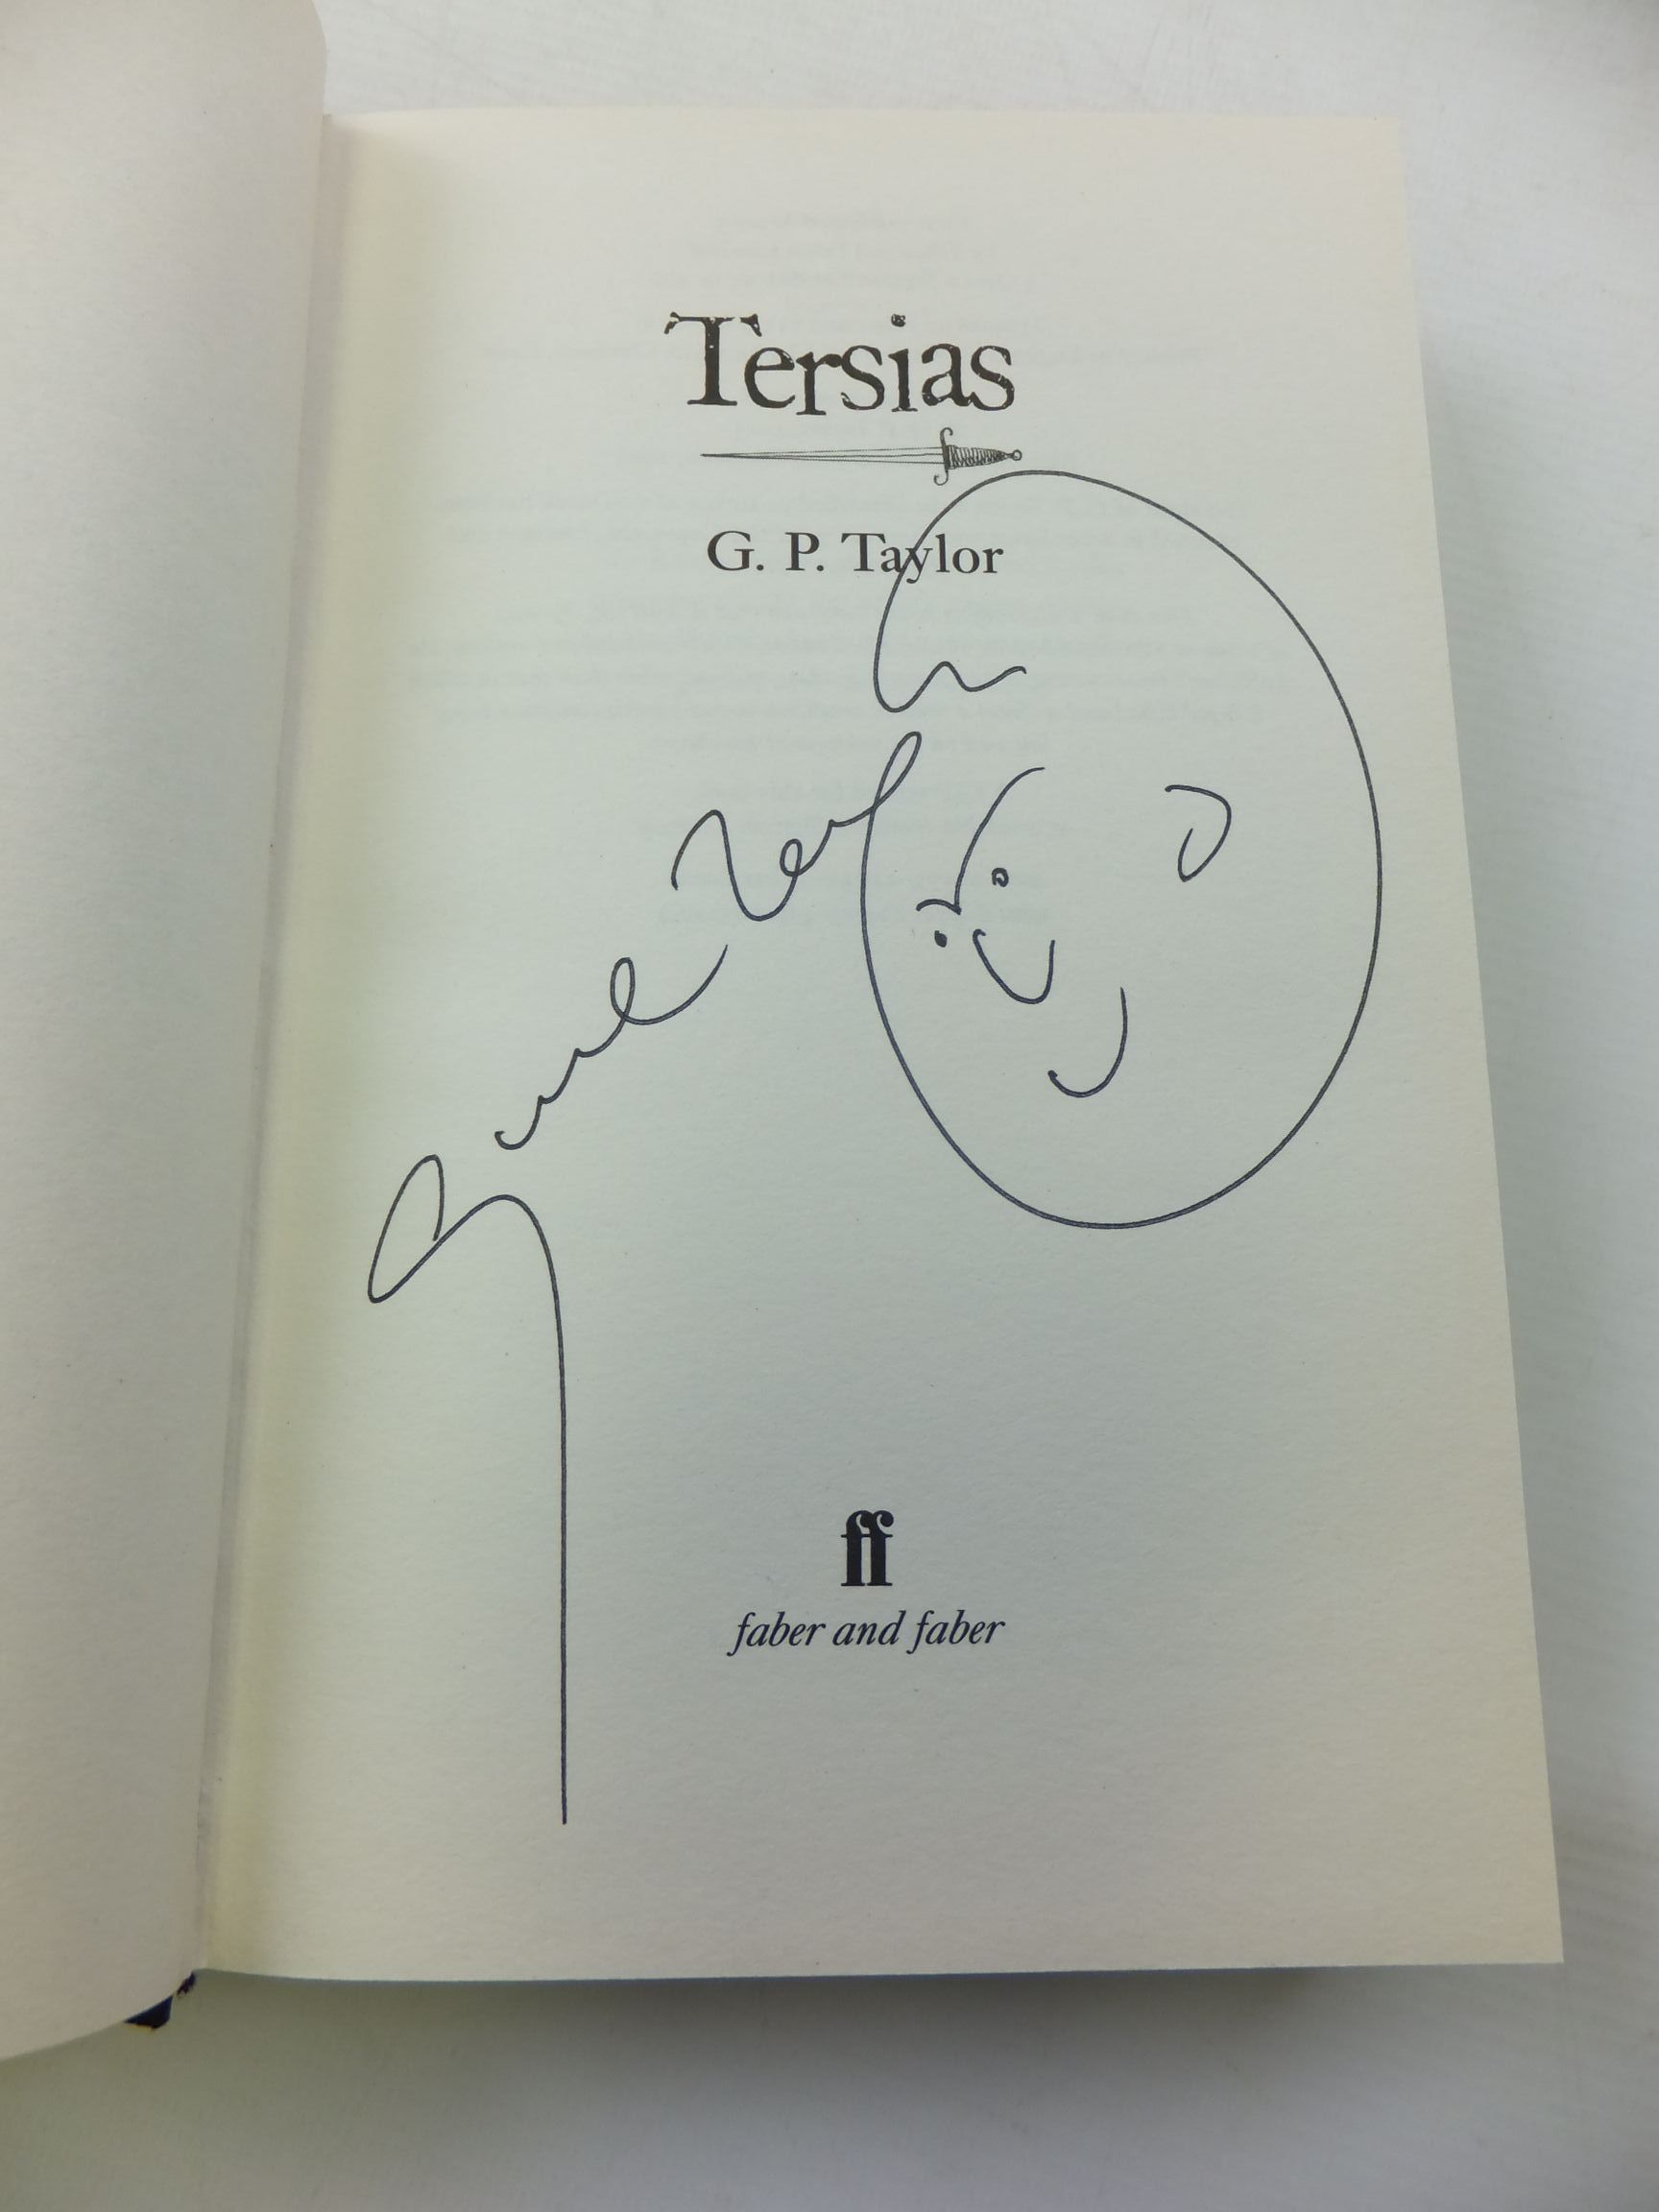 Tersias
G. P. Taylor
ff
faber and faber